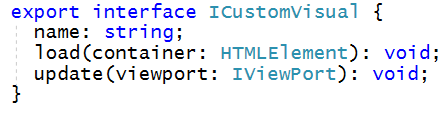 export interface ICustomVisual {
  name: string;
  load(container: HTMLElement): void;
  update(viewport: IViewPort): void;
}